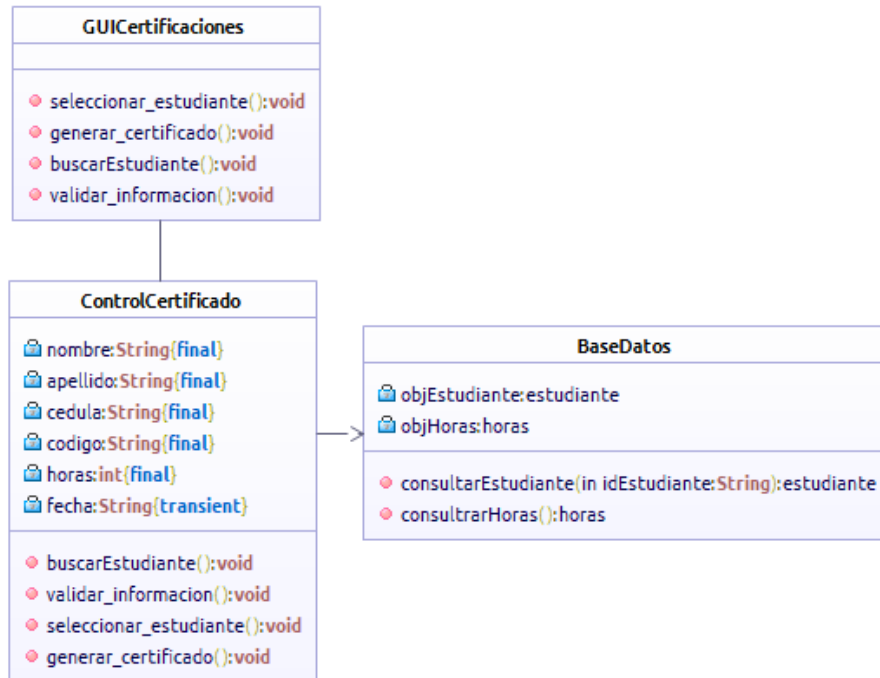 GUICertificaciones
seleccionar_estudiante():void
generar_certificado():void
buscarEstudiante():void
validar_informacion():void
ControlCertificado
nombre:String{final}
apellido:String{final}
cedula:String{final}
codigo:String{final}
horas:int{final}
fecha:String{transient}
buscarEstudiante():void
validar_informacion():void
seleccionar_estudiante():void
generar_certificado():void
BaseDatos
objEstudiante:estudiante
objHoras:horas
consultarEstudiante(in idEstudiante:String):estudiante
consultrarHoras():horas